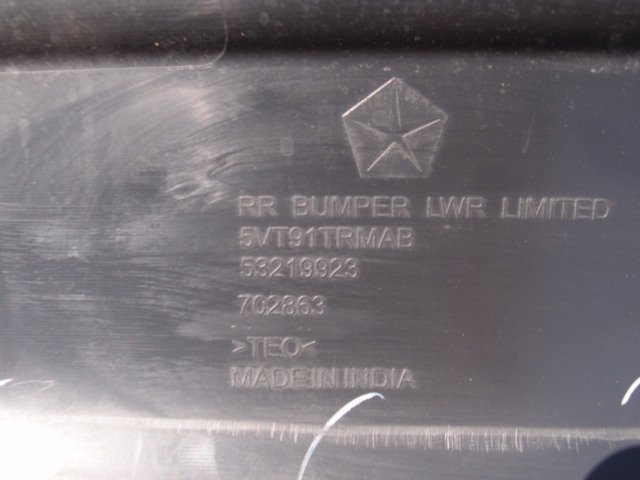 RR BUMPER LWR LIMITED
5VT91TRMAB
53219923
702863
>TEO<
MADE IN INDIA